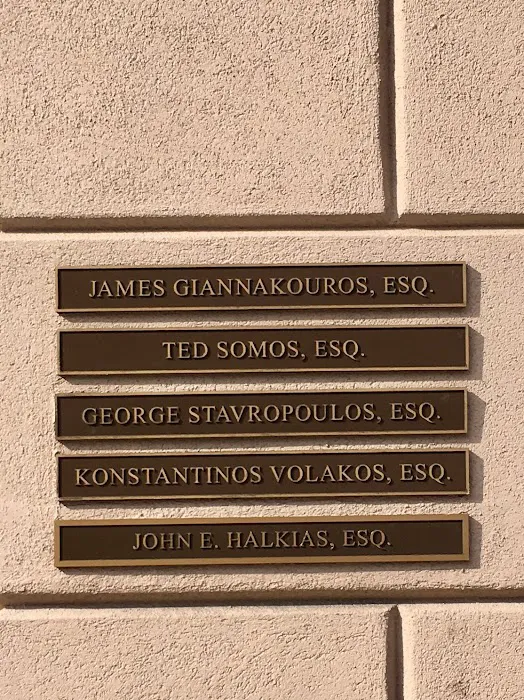 JAMES GIANNAKOUROS, ESQ.
TED SOMOS, ESQ.
GEORGE STAVROPOULOS, ESQ.
KONSTANTINOS VOLAKOS, ESQ.
JOHN E. HALKIAS, ESQ.